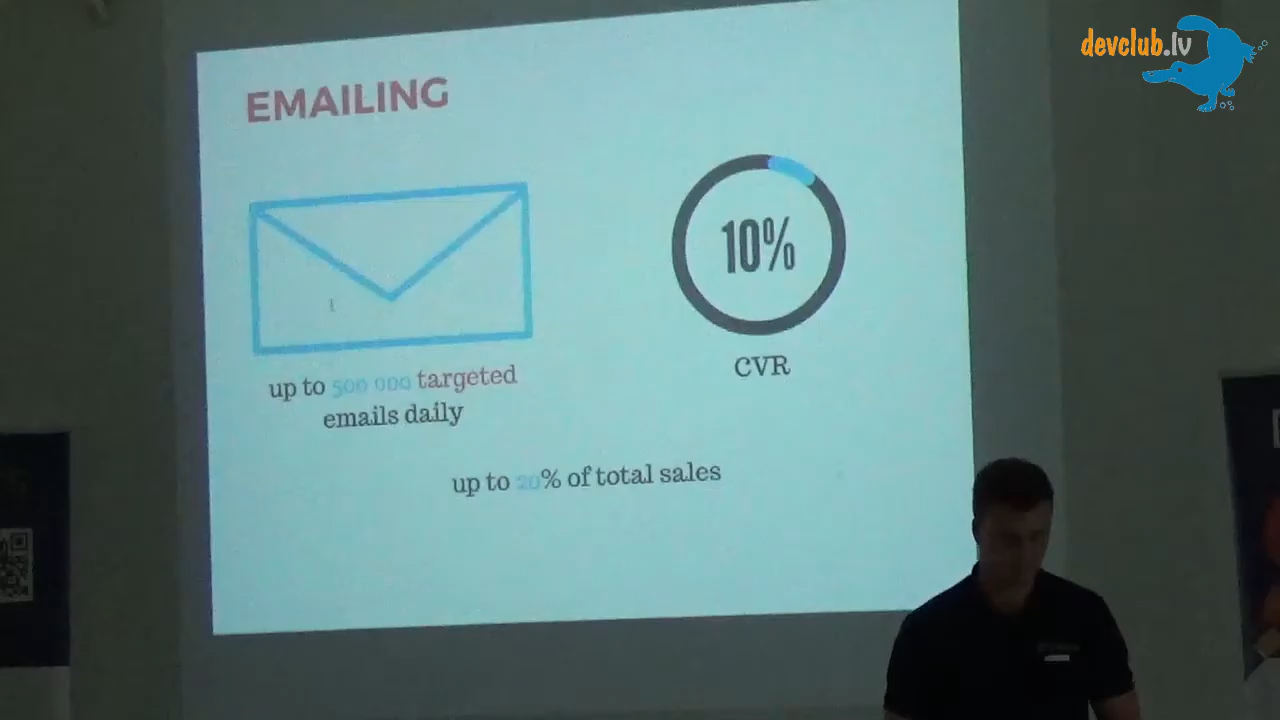 devclub.lv
EMAILING
10%
CVR
up to 500 000 targeted
emails daily
up to 20% of total sales